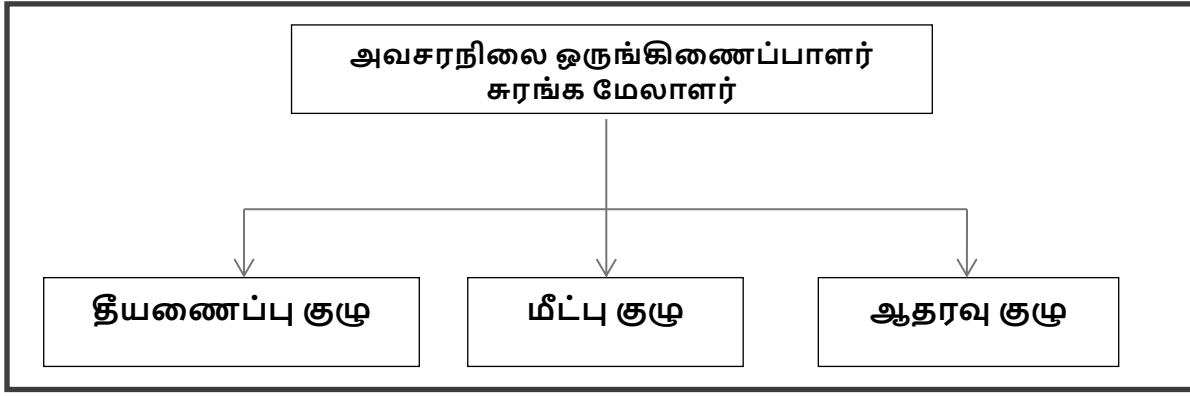 அவசரநிலை ஒருங்கிணைப்பாளர்
சுரங்க மேலாளர்
தீயணைப்பு குழு
மீட்பு குழு
ஆதரவு குழு